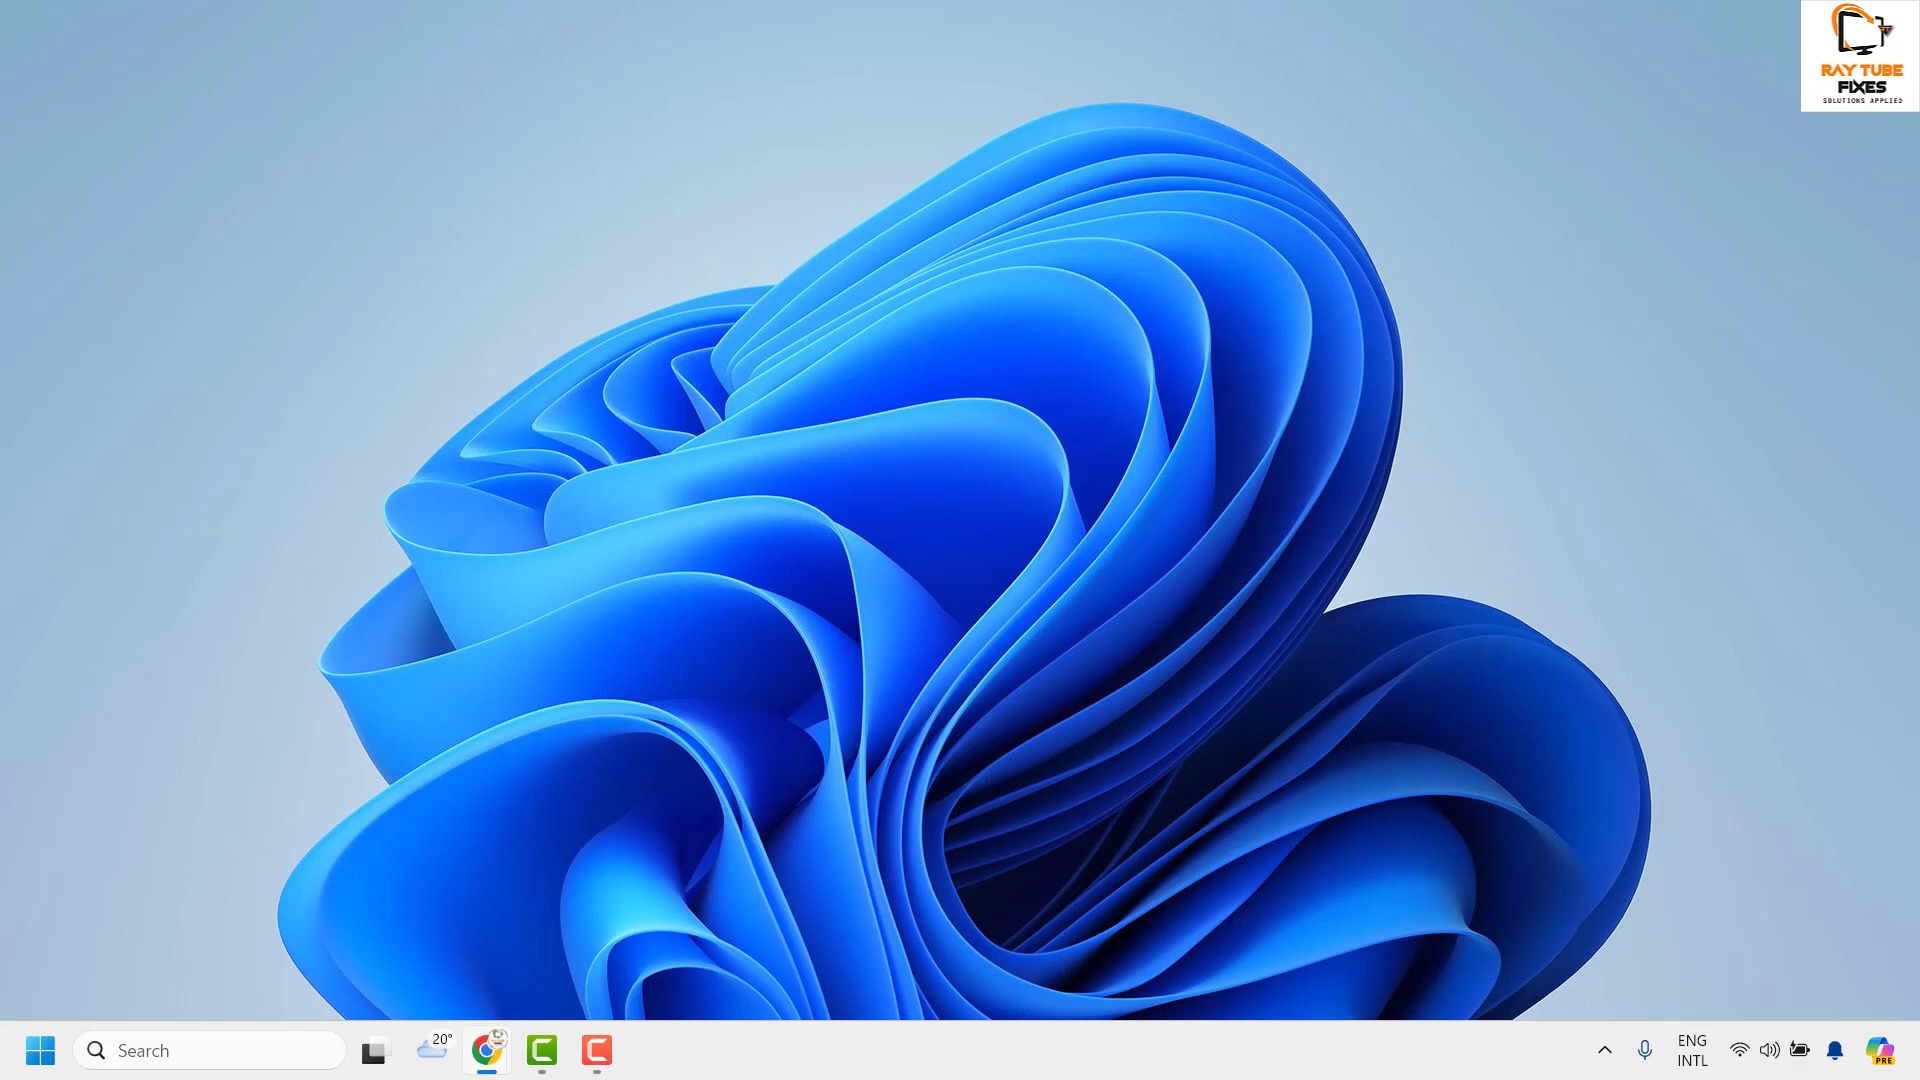 RAY TUBE
FIXES
SOLUTIONS APPLIED
Search
20°
ENG
INTL
PRE